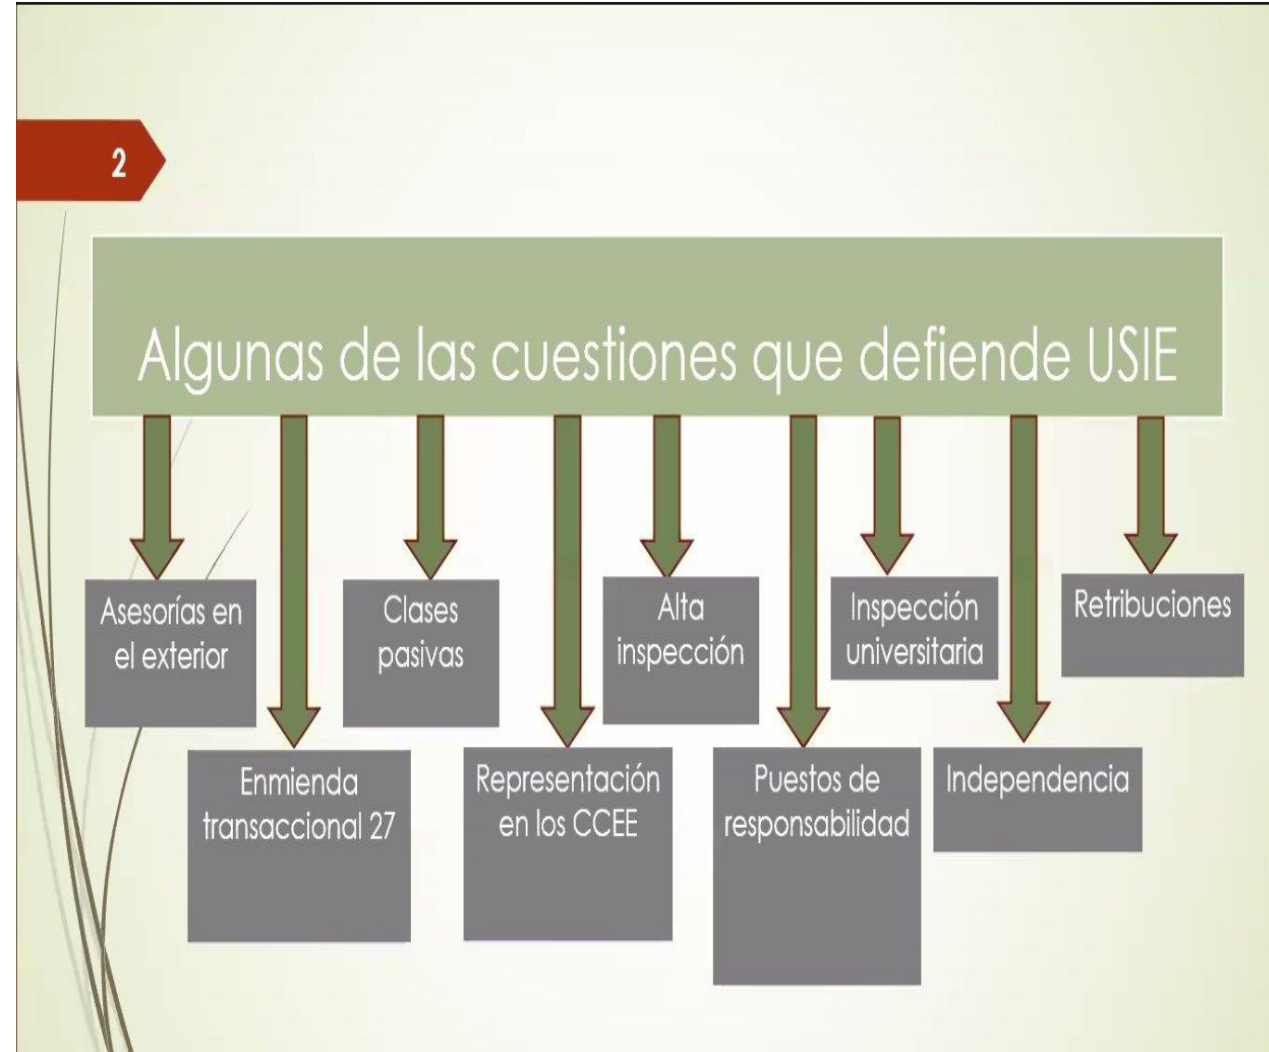 2
Algunas de las cuestiones que defiende USIE
Asesorías en
el exterior
Clases
pasivas
Alta
inspección
Inspección
universitaria
Retribuciones
Enmienda
transaccional 27
Representación
en los CCEE
Puestos de
responsabilidad
Independencia